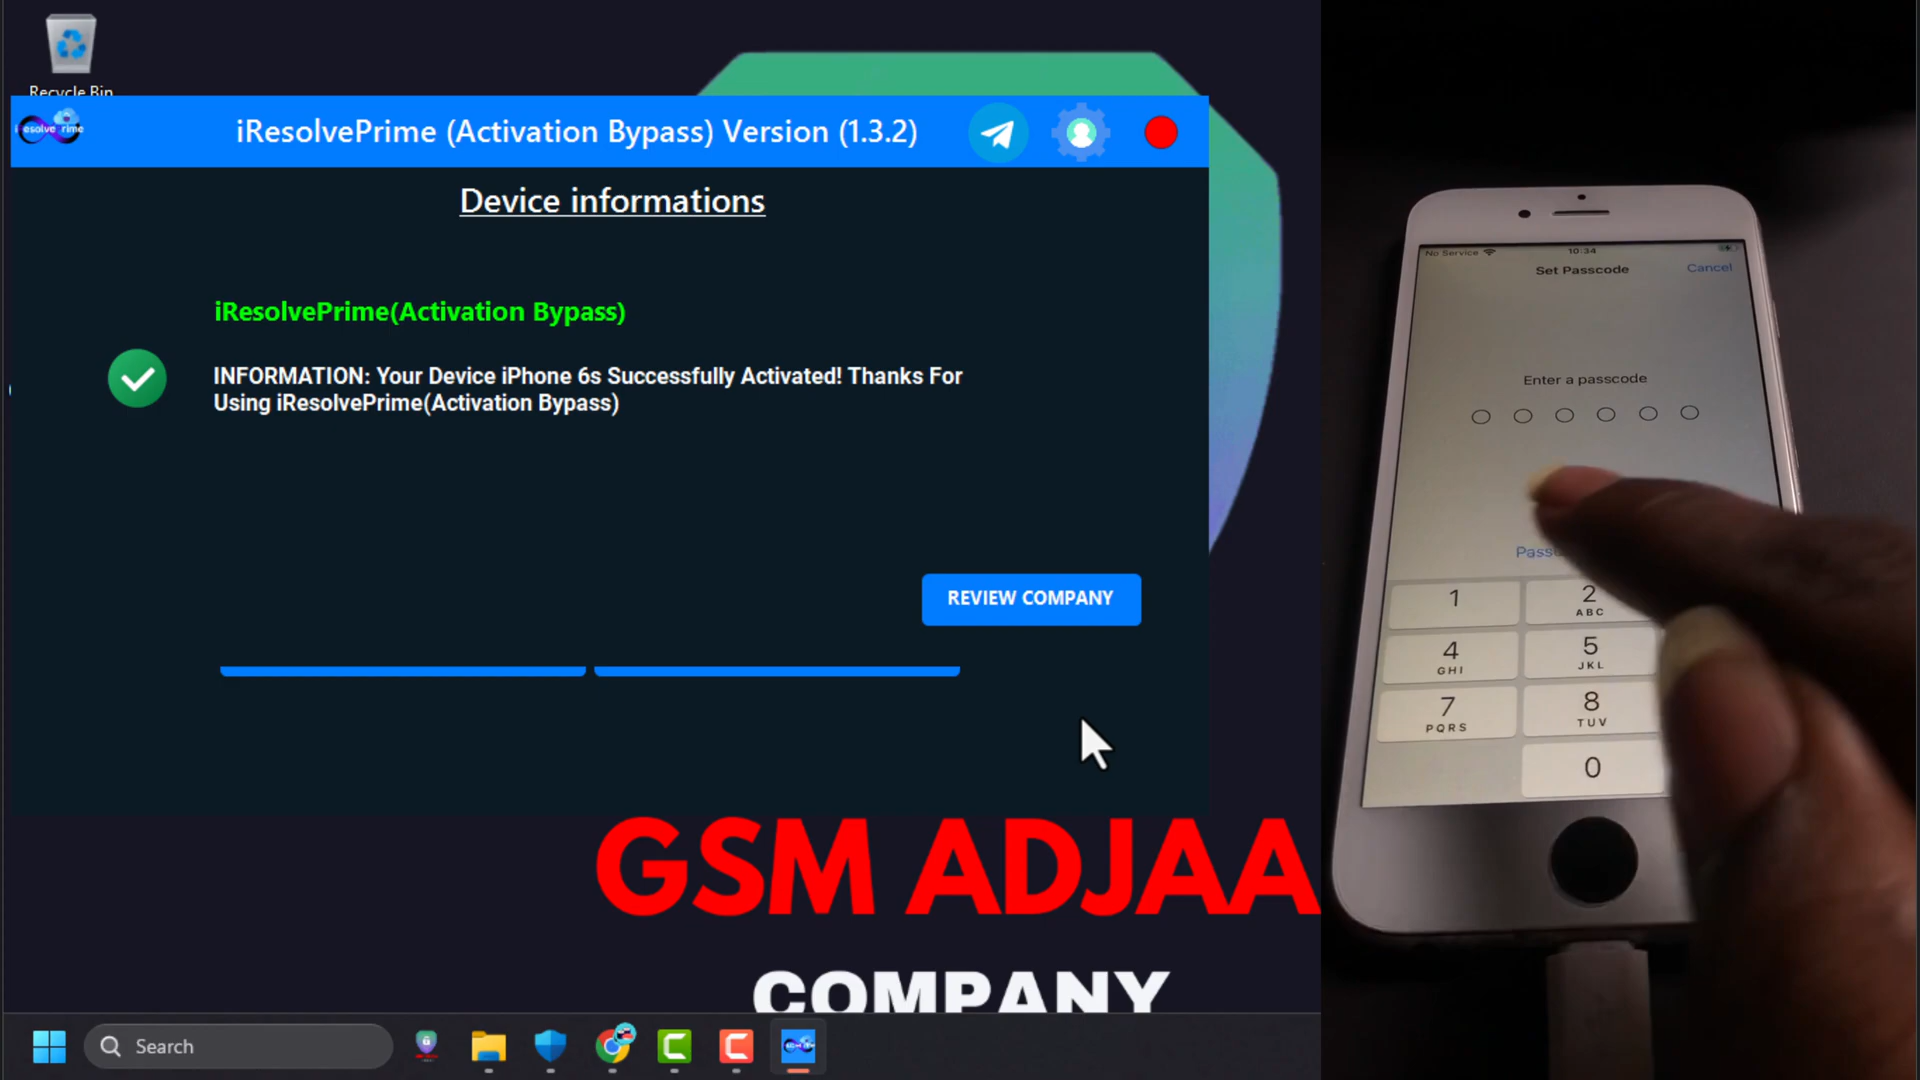 Recycle Bin
esolve rime
iResolvePrime (Activation Bypass) Version (1.3.2)
Device informations
iResolvePrime(Activation Bypass)
INFORMATION: Your Device iPhone 6s Successfully Activated! Thanks For
Using iResolvePrime(Activation Bypass)
REVIEW COMPANY
GSM ADJAA
COMPANY
Search
No Service
10:34
Set Passcode
Cancel
Enter a passcode
1
2
ABC
4
GHI
5
JKL
7
PQRS
8
TUV
0